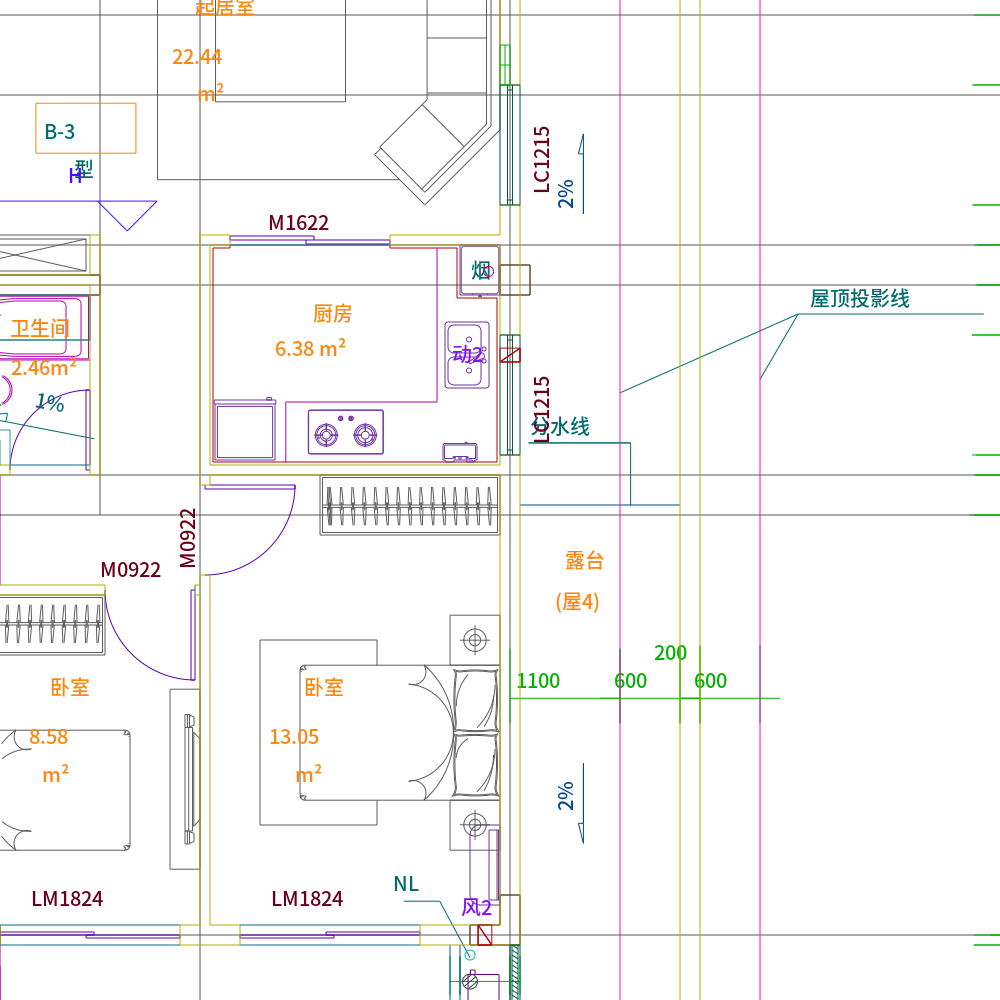 起居室
22.44
m²
B-3
型
H
M1622
LC1215
2%
烟
厨房
6.38 m²
动2
卫生间
2.46m²
1%
屋顶投影线
LC1215
分水线
M0922
M0922
露台
(屋4)
200
1100
600
600
卧室
8.58
m²
卧室
13.05
m²
2%
LM1824
LM1824
NL
风2